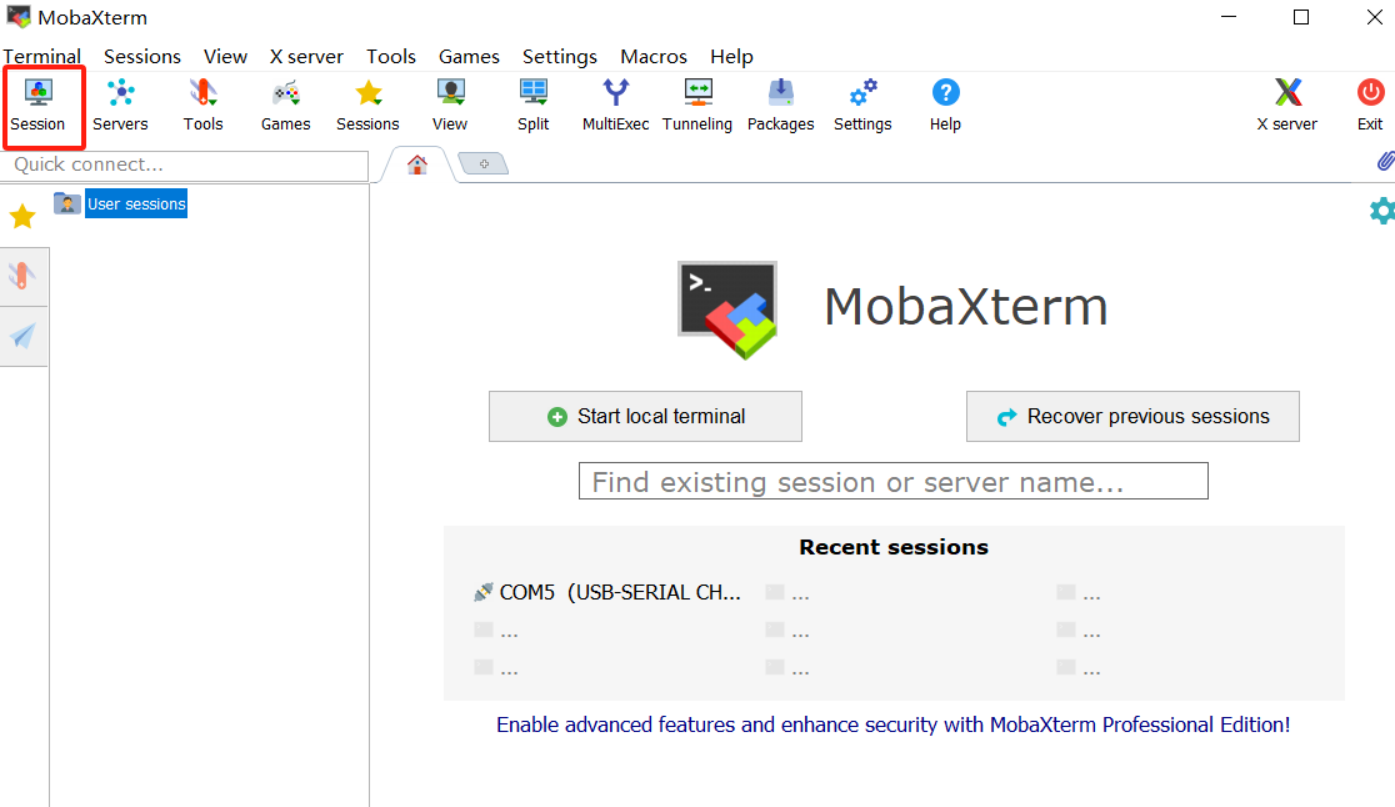 MobaXterm
Terminal Sessions View X server Tools Games Settings Macros Help
Session Servers Tools Games Sessions View Split MultiExec Tunneling Packages Settings Help X server Exit
Quick connect...
User sessions
>_
MobaXterm
Start local terminal Recover previous sessions
Find existing session or server name...
Recent sessions
COM5 (USB-SERIAL CH... ... ...
... ... ...
... ... ...
Enable advanced features and enhance security with MobaXterm Professional Edition!